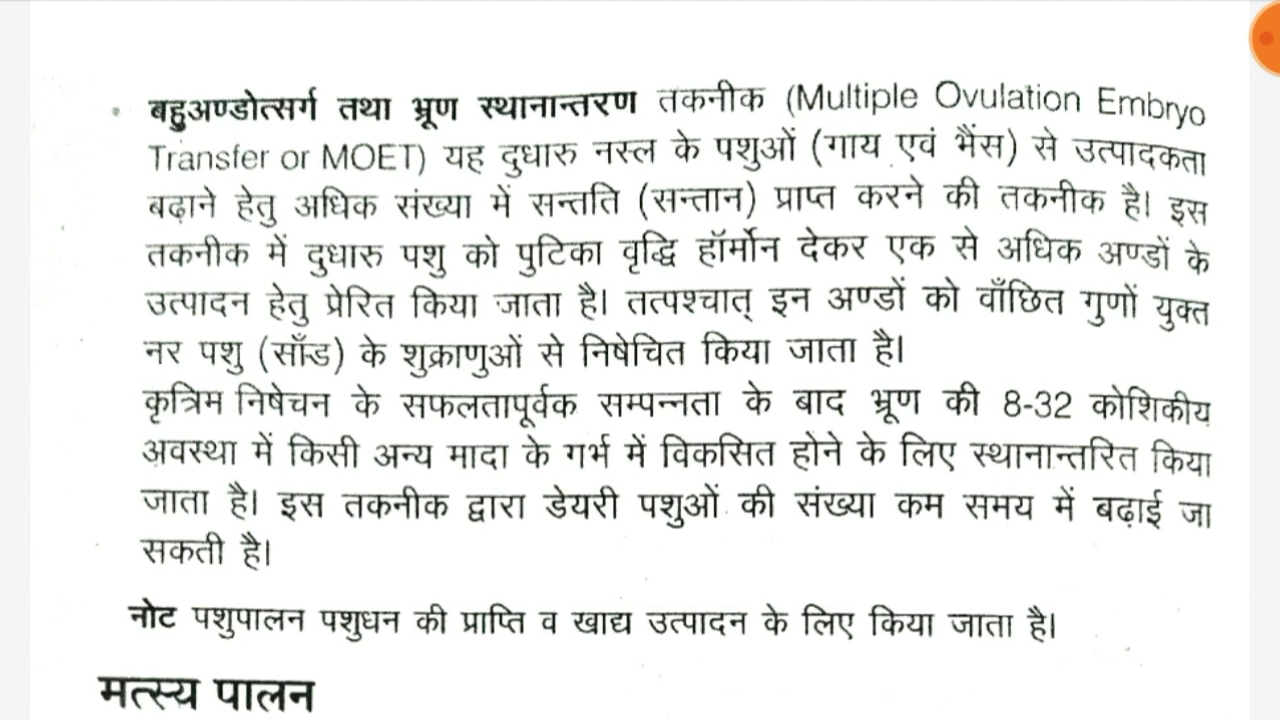 • बहुअण्डोत्सर्ग तथा भ्रूण स्थानान्तरण तकनीक (Multiple Ovulation Embryo
Transfer or MOET) यह दुधारु नस्ल के पशुओं (गाय एवं भैंस) से उत्पादकता
बढ़ाने हेतु अधिक संख्या में सन्तति (सन्तान) प्राप्त करने की तकनीक है। इस
तकनीक में दुधारु पशु को पुटिका वृद्धि हॉर्मोन देकर एक से अधिक अण्डों के
उत्पादन हेतु प्रेरित किया जाता है। तत्पश्चात् इन अण्डों को वाँछित गुणों युक्त
नर पशु (साँड) के शुक्राणुओं से निषेचित किया जाता है।
कृत्रिम निषेचन के सफलतापूर्वक सम्पन्नता के बाद भ्रूण की 8-32 कोशिकीय
अवस्था में किसी अन्य मादा के गर्भ में विकसित होने के लिए स्थानान्तरित किया
जाता है। इस तकनीक द्वारा डेयरी पशुओं की संख्या कम समय में बढ़ाई जा
सकती है।
नोट पशुपालन पशुधन की प्राप्ति व खाद्य उत्पादन के लिए किया जाता है।
मत्स्य पालन